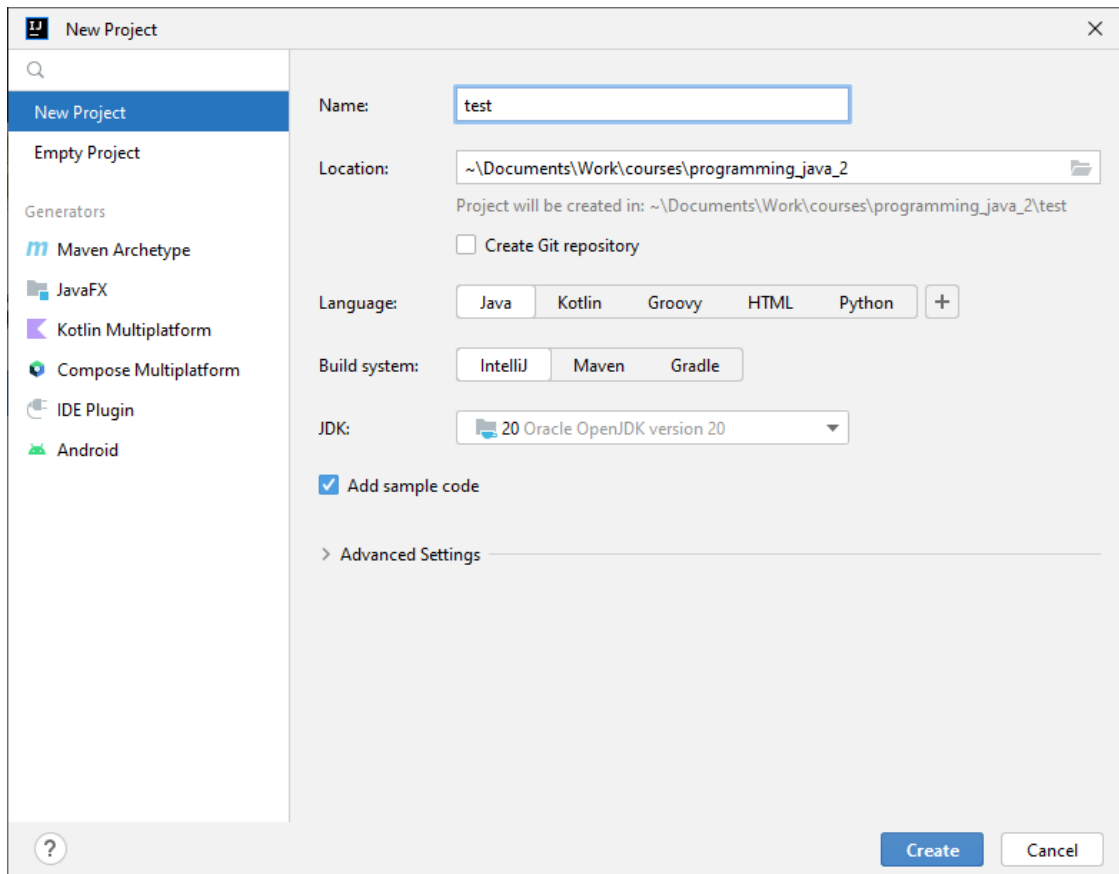 New Project
New Project
Empty Project
Generators
Maven Archetype
JavaFX
Kotlin Multiplatform
Compose Multiplatform
IDE Plugin
Android
Name: test
Location: ~\Documents\Work\courses\programming_java_2
Project will be created in: ~\Documents\Work\courses\programming_java_2\test
Create Git repository
Language: Java Kotlin Groovy HTML Python +
Build system: IntelliJ Maven Gradle
JDK: 20 Oracle OpenJDK version 20
Add sample code
Advanced Settings
? Create Cancel